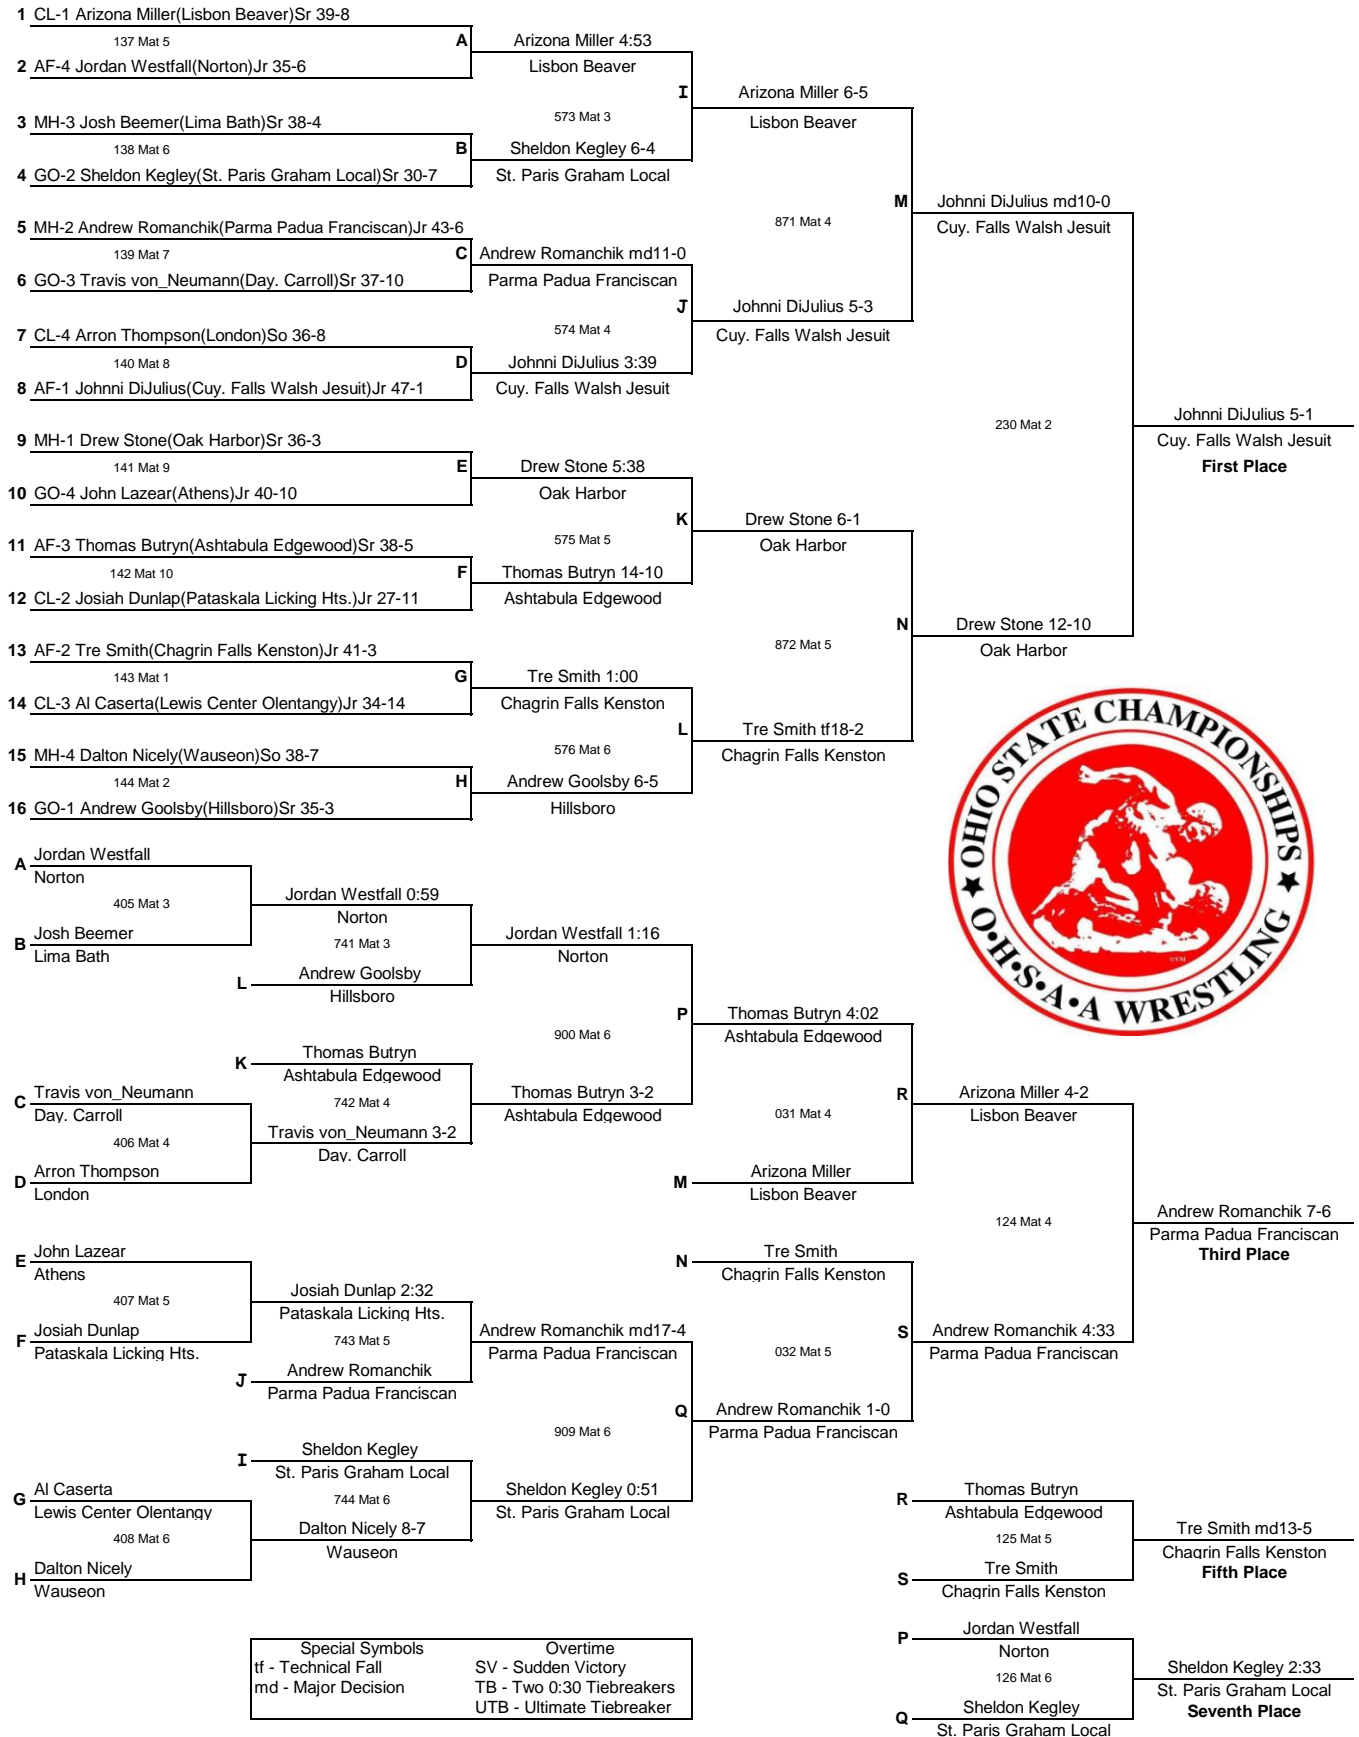 1 CL-1 Arizona Miller(Lisbon Beaver)Sr 39-8
137 Mat 5
A
2 AF-4 Jordan Westfall(Norton)Jr 35-6
Arizona Miller 4:53
Lisbon Beaver
573 Mat 3
I
3 MH-3 Josh Beemer(Lima Bath)Sr 38-4
138 Mat 6
B
4 GO-2 Sheldon Kegley(St. Paris Graham Local)Sr 30-7
Sheldon Kegley 6-4
St. Paris Graham Local
Arizona Miller 6-5
Lisbon Beaver
871 Mat 4
M
5 MH-2 Andrew Romanchik(Parma Padua Franciscan)Jr 43-6
139 Mat 7
C
6 GO-3 Travis von_Neumann(Day. Carroll)Sr 37-10
Andrew Romanchik md11-0
Parma Padua Franciscan
574 Mat 4
J
7 CL-4 Arron Thompson(London)So 36-8
140 Mat 8
D
8 AF-1 Johnni DiJulius(Cuy. Falls Walsh Jesuit)Jr 47-1
Johnni DiJulius 3:39
Cuy. Falls Walsh Jesuit
Johnni DiJulius 5-3
Cuy. Falls Walsh Jesuit
Johnni DiJulius md10-0
Cuy. Falls Walsh Jesuit
230 Mat 2
Johnni DiJulius 5-1
Cuy. Falls Walsh Jesuit
First Place
9 MH-1 Drew Stone(Oak Harbor)Sr 36-3
141 Mat 9
E
10 GO-4 John Lazear(Athens)Jr 40-10
Drew Stone 5:38
Oak Harbor
575 Mat 5
K
11 AF-3 Thomas Butryn(Ashtabula Edgewood)Sr 38-5
142 Mat 10
F
12 CL-2 Josiah Dunlap(Pataskala Licking Hts.)Jr 27-11
Thomas Butryn 14-10
Ashtabula Edgewood
Drew Stone 6-1
Oak Harbor
872 Mat 5
N
Drew Stone 12-10
Oak Harbor
13 AF-2 Tre Smith(Chagrin Falls Kenston)Jr 41-3
143 Mat 1
G
14 CL-3 Al Caserta(Lewis Center Olentangy)Jr 34-14
Tre Smith 1:00
Chagrin Falls Kenston
576 Mat 6
L
15 MH-4 Dalton Nicely(Wauseon)So 38-7
144 Mat 2
H
16 GO-1 Andrew Goolsby(Hillsboro)Sr 35-3
Andrew Goolsby 6-5
Hillsboro
Tre Smith tf18-2
Chagrin Falls Kenston
OHIO STATE CHAMPIONSHIPS
O•H•S•A•A WRESTLING
A Jordan Westfall
Norton
405 Mat 3
B Josh Beemer
Lima Bath
Jordan Westfall 0:59
Norton
741 Mat 3
L Andrew Goolsby
Hillsboro
Jordan Westfall 1:16
Norton
900 Mat 6
P
K Thomas Butryn
Ashtabula Edgewood
742 Mat 4
C Travis von_Neumann
Day. Carroll
406 Mat 4
D Arron Thompson
London
Travis von_Neumann 3-2
Day. Carroll
Thomas Butryn 3-2
Ashtabula Edgewood
Thomas Butryn 4:02
Ashtabula Edgewood
031 Mat 4
R
M Arizona Miller
Lisbon Beaver
Arizona Miller 4-2
Lisbon Beaver
124 Mat 4
Andrew Romanchik 7-6
Parma Padua Franciscan
Third Place
E John Lazear
Athens
407 Mat 5
F Josiah Dunlap
Pataskala Licking Hts.
Josiah Dunlap 2:32
Pataskala Licking Hts.
743 Mat 5
J Andrew Romanchik
Parma Padua Franciscan
Andrew Romanchik md17-4
Parma Padua Franciscan
909 Mat 6
Q
N Tre Smith
Chagrin Falls Kenston
032 Mat 5
S
Andrew Romanchik 4:33
Parma Padua Franciscan
Andrew Romanchik 1-0
Parma Padua Franciscan
I Sheldon Kegley
St. Paris Graham Local
744 Mat 6
G Al Caserta
Lewis Center Olentangy
408 Mat 6
H Dalton Nicely
Wauseon
Dalton Nicely 8-7
Wauseon
Sheldon Kegley 0:51
St. Paris Graham Local
R Thomas Butryn
Ashtabula Edgewood
125 Mat 5
S Tre Smith
Chagrin Falls Kenston
Tre Smith md13-5
Chagrin Falls Kenston
Fifth Place
P Jordan Westfall
Norton
126 Mat 6
Q Sheldon Kegley
St. Paris Graham Local
Sheldon Kegley 2:33
St. Paris Graham Local
Seventh Place
Special Symbols Overtime
tf - Technical Fall SV - Sudden Victory
md - Major Decision TB - Two 0:30 Tiebreakers
UTB - Ultimate Tiebreaker